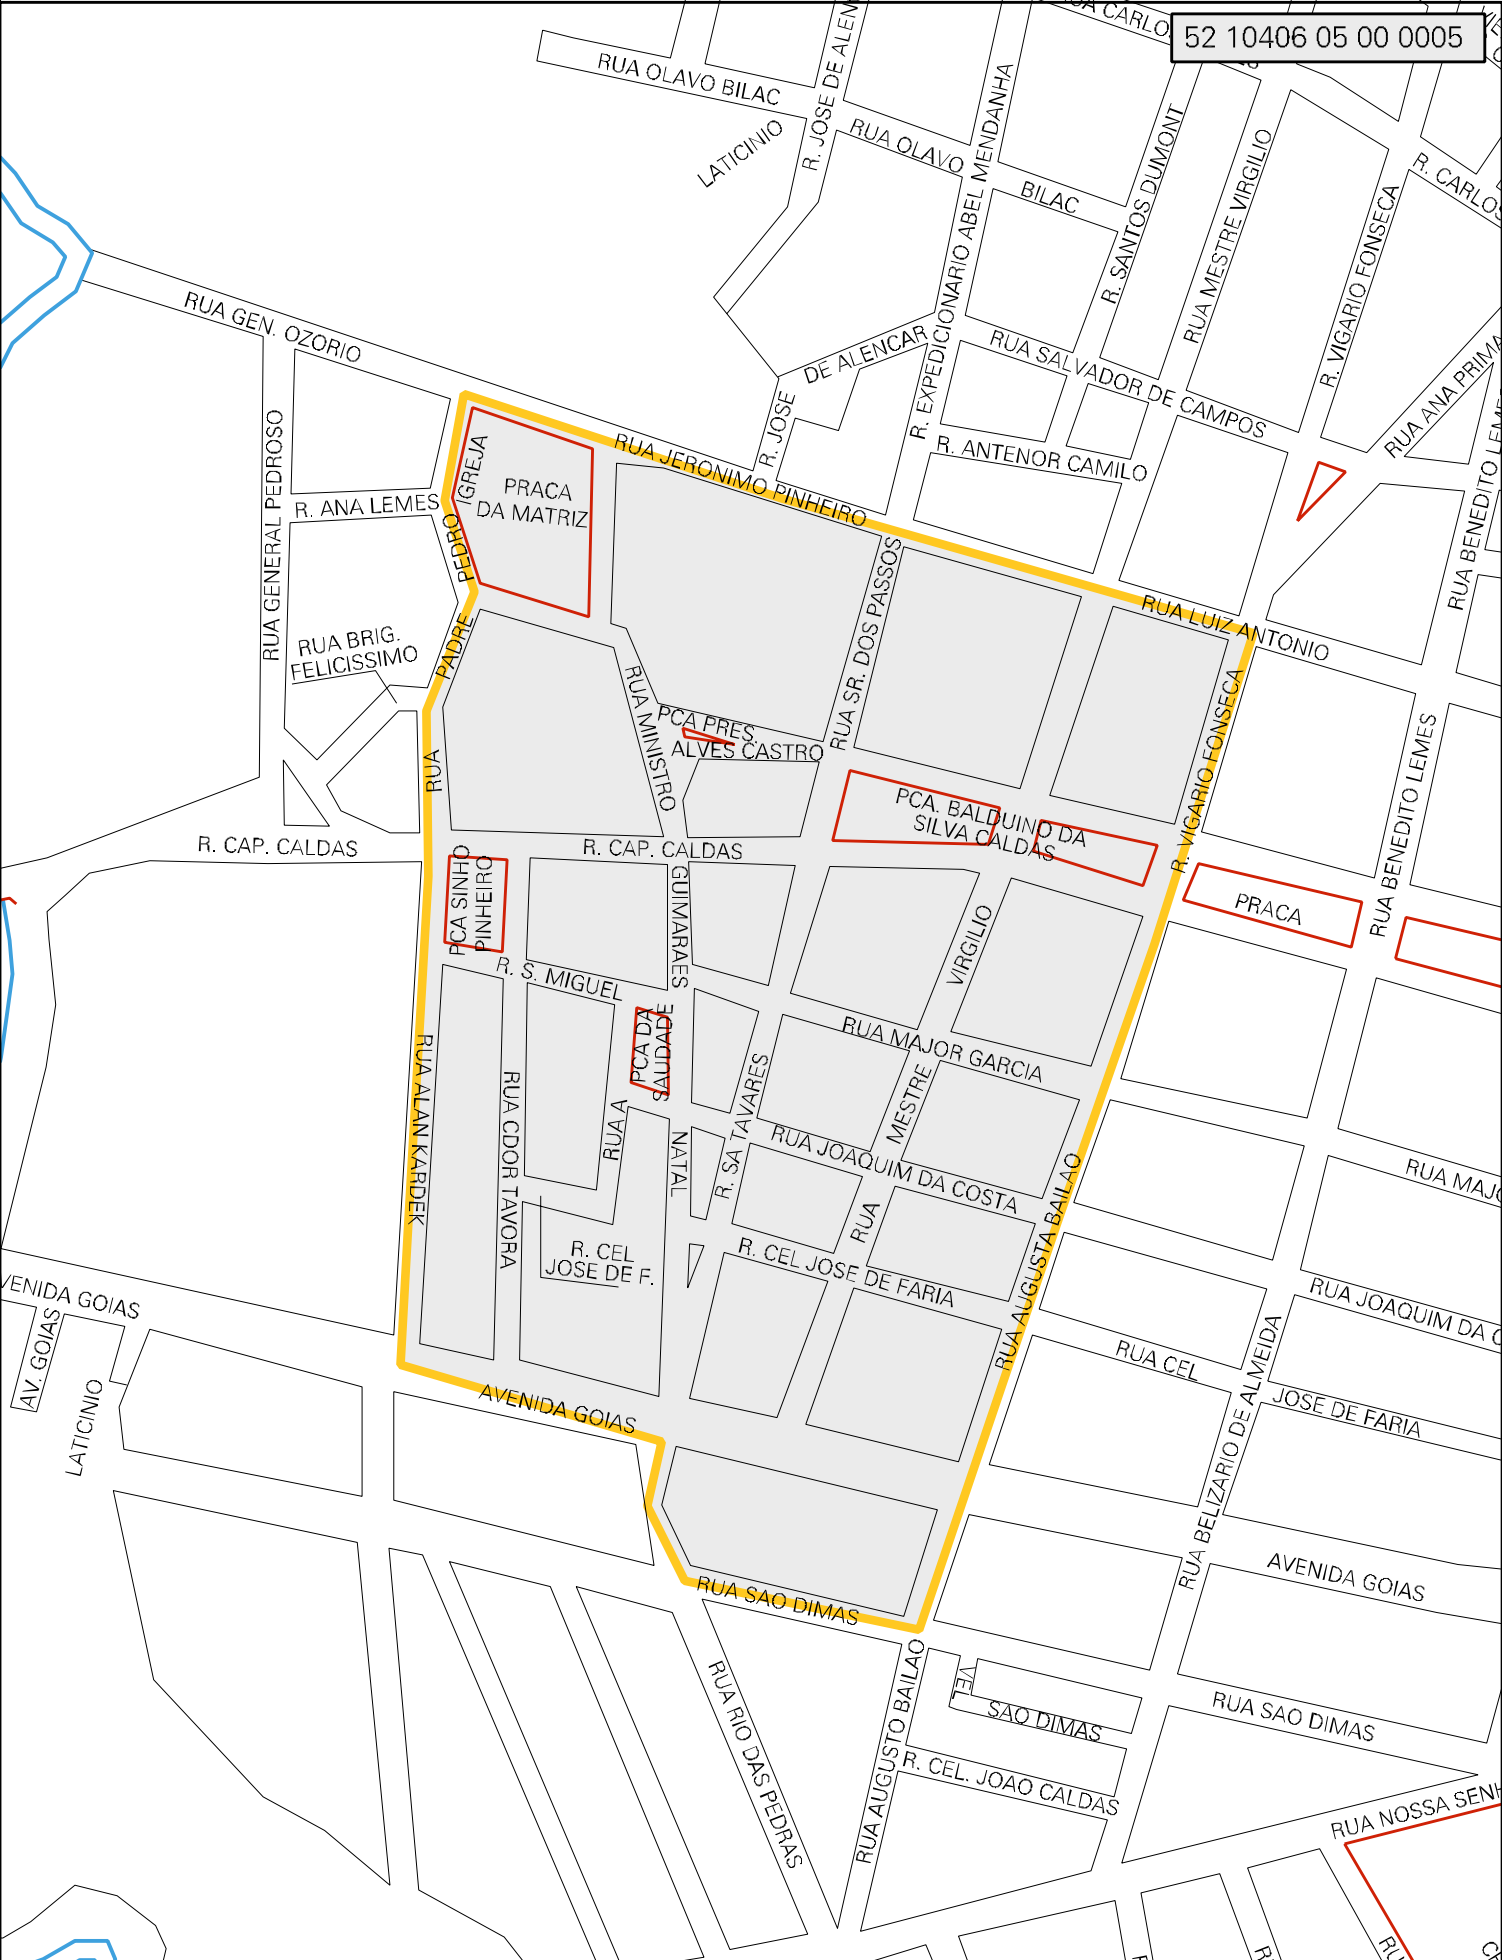 RUA CARLOS
52 10406 05 00 0005
RUA OLAVO BILAC
R. JOSE DE ALEN
LATICINIO
RUA OLAVO
BILAC
R. EXPEDICIONARIO ABEL MENDANHA
R. SANTOS DUMONT
RUA MESTRE VIRGILIO
R. VIGARIO FONSECA
R. CARLOS
RUA GEN. OZORIO
DE ALENCAR
R. JOSE
RUA SALVADOR DE CAMPOS
R. ANTENOR CAMILO
RUA ANA PRIMA
RUA BENEDITO LEME
RUA GENERAL PEDROSO
R. ANA LEMES
IGREJA
PRACA
DA MATRIZ
RUA JERONIMO PINHEIRO
RUA LUIZ ANTONIO
RUA BRIG.
FELICISSIMO
RUA
PADRE
PEDRO
RUA MINISTRO
GUIMARAES
NATAL
PCA PRES.
ALVES CASTRO
RUA SR. DOS PASSOS
R. VIGARIO FONSECA
RUA BENEDITO LEMES
PCA. BALDUINO DA
SILVA CALDAS
R. CAP. CALDAS
R. CAP. CALDAS
PCA SINHO
PINHEIRO
PRACA
R. S. MIGUEL
PCA DA
SAUDADE
RUA
MESTRE
VIRGILIO
RUA MAJOR GARCIA
RUA ALAN KARDEK
RUA CDOR TAVORA
RUA A
R. SA TAVARES
RUA JOAQUIM DA COSTA
RUA AUGUSTA BAILAO
RUA MAJO
R. CEL
JOSE DE F.
R. CEL JOSE DE FARIA
VENIDA GOIAS
AV. GOIAS
LATICINIO
RUA JOAQUIM DA C
RUA CEL
JOSE DE FARIA
RUA BELIZARIO DE ALMEIDA
AVENIDA GOIAS
AVENIDA GOIAS
RUA SAO DIMAS
RUA RIO DAS PEDRAS
RUA AUGUSTO BAILAO
VEL
SAO DIMAS
RUA SAO DIMAS
R. CEL. JOAO CALDAS
RUA NOSSA SENH
RU